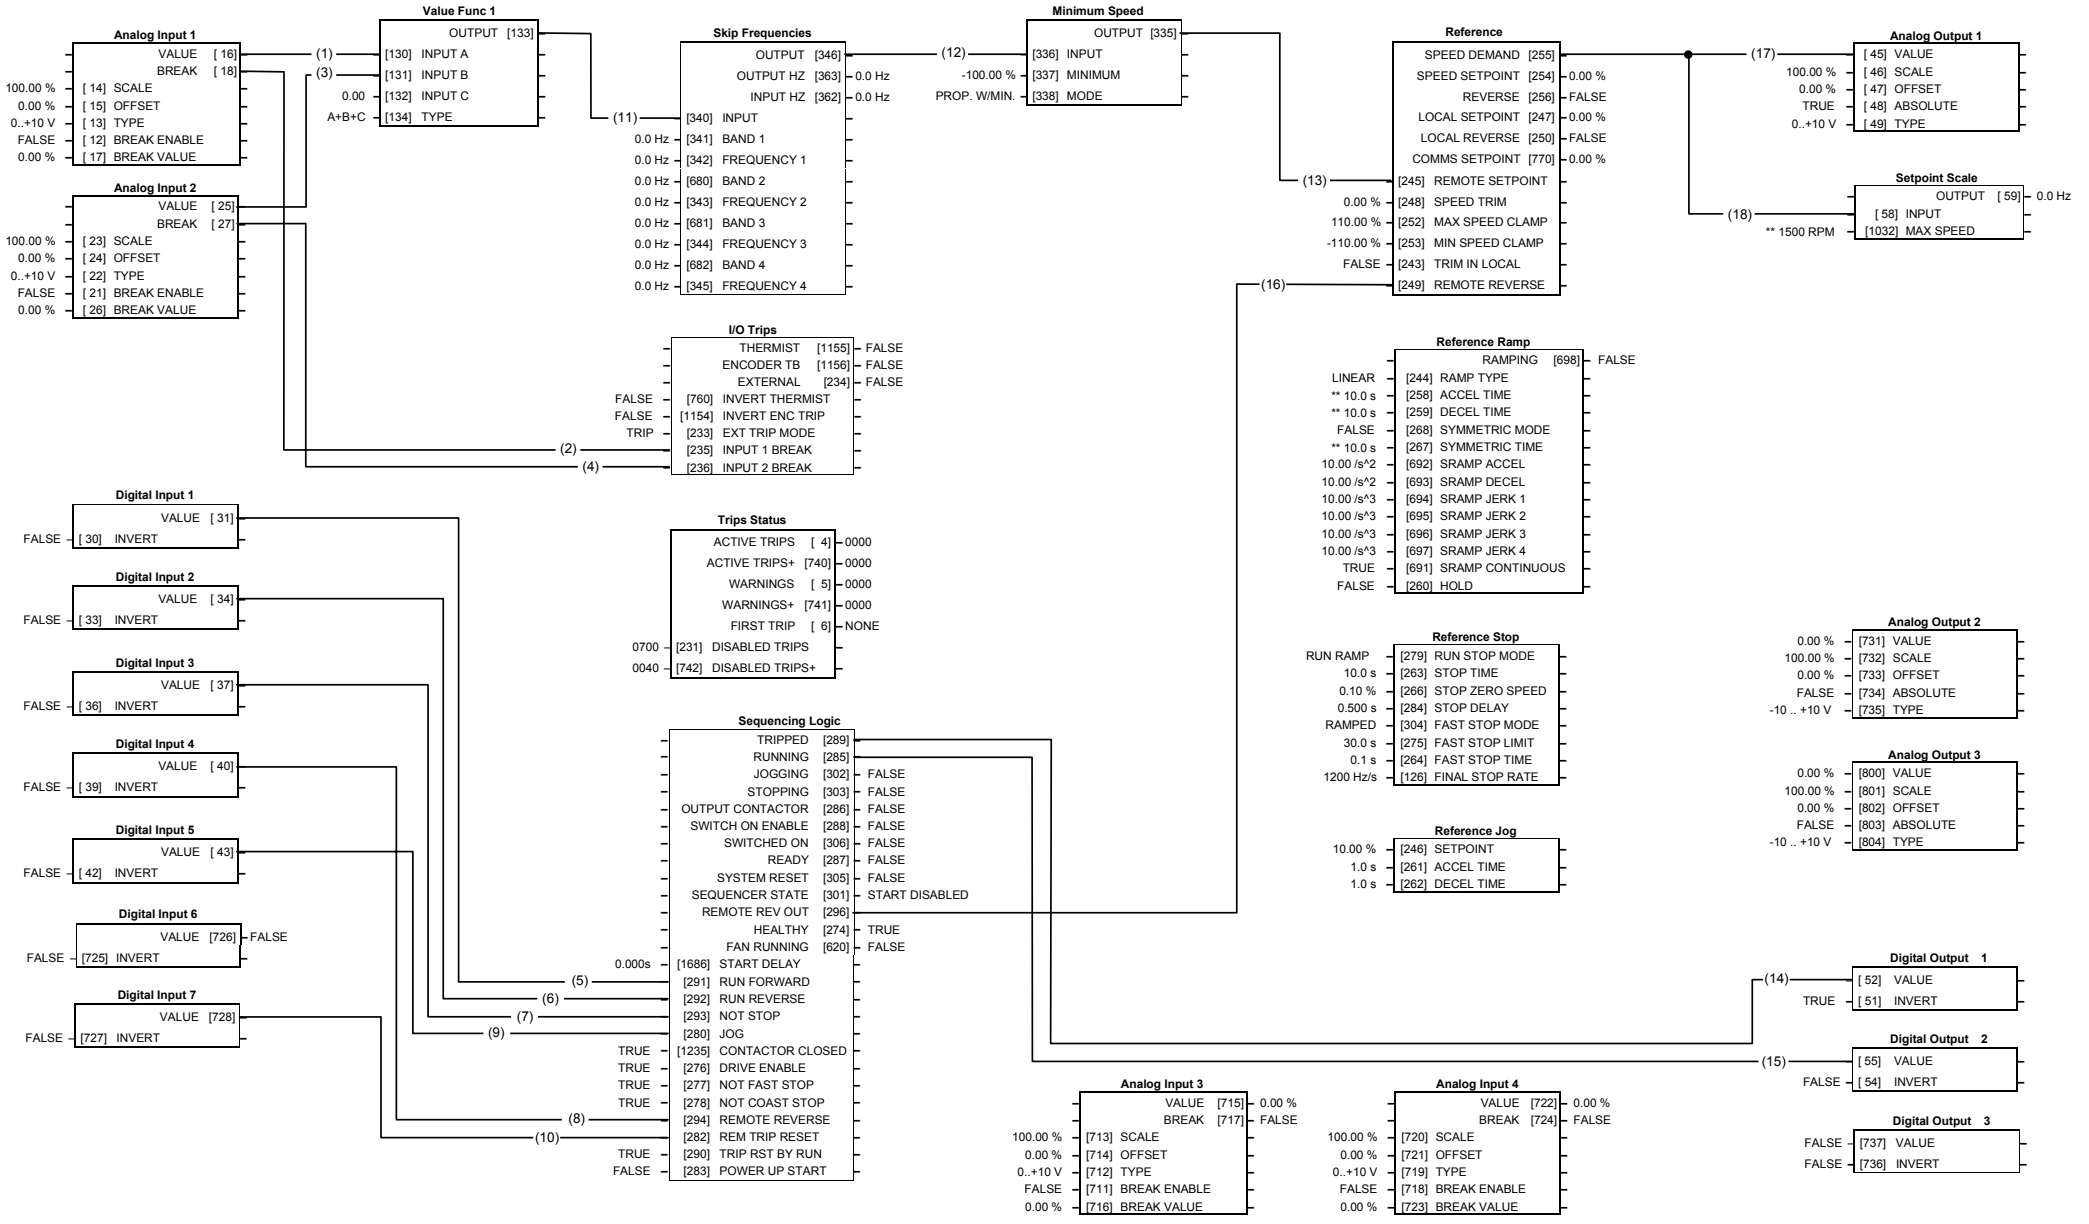 Analog Input 1
VALUE [ 16]
BREAK [ 18]
100.00 % [ 14] SCALE
0.00 % [ 15] OFFSET
0..+10 V [ 13] TYPE
FALSE [ 12] BREAK ENABLE
0.00 % [ 17] BREAK VALUE
Analog Input 2
VALUE [ 25]
BREAK [ 27]
100.00 % [ 23] SCALE
0.00 % [ 24] OFFSET
0..+10 V [ 22] TYPE
FALSE [ 21] BREAK ENABLE
0.00 % [ 26] BREAK VALUE
(1)
(3)
Value Func 1
OUTPUT [133]
[130] INPUT A
[131] INPUT B
0.00 [132] INPUT C
A+B+C [134] TYPE
(11)
Skip Frequencies
OUTPUT [346]
OUTPUT HZ [363] 0.0 Hz
INPUT HZ [362] 0.0 Hz
[340] INPUT
0.0 Hz [341] BAND 1
0.0 Hz [342] FREQUENCY 1
0.0 Hz [680] BAND 2
0.0 Hz [343] FREQUENCY 2
0.0 Hz [681] BAND 3
0.0 Hz [344] FREQUENCY 3
0.0 Hz [682] BAND 4
0.0 Hz [345] FREQUENCY 4
(12)
Minimum Speed
OUTPUT [335]
[336] INPUT
-100.00 % [337] MINIMUM
PROP. W/MIN. [338] MODE
(13)
(16)
Reference
SPEED DEMAND [255]
SPEED SETPOINT [254] 0.00 %
REVERSE [256] FALSE
LOCAL SETPOINT [247] 0.00 %
LOCAL REVERSE [250] FALSE
COMMS SETPOINT [770] 0.00 %
[245] REMOTE SETPOINT
0.00 % [248] SPEED TRIM
110.00 % [252] MAX SPEED CLAMP
-110.00 % [253] MIN SPEED CLAMP
FALSE [243] TRIM IN LOCAL
[249] REMOTE REVERSE
(17)
(18)
Analog Output 1
[ 45] VALUE
100.00 % [ 46] SCALE
0.00 % [ 47] OFFSET
TRUE [ 48] ABSOLUTE
0..+10 V [ 49] TYPE
Setpoint Scale
OUTPUT [ 59] 0.0 Hz
[ 58] INPUT
** 1500 RPM [1032] MAX SPEED
I/O Trips
THERMIST [1155] FALSE
ENCODER TB [1156] FALSE
EXTERNAL [234] FALSE
FALSE [760] INVERT THERMIST
FALSE [1154] INVERT ENC TRIP
TRIP [233] EXT TRIP MODE
(2) [235] INPUT 1 BREAK
(4) [236] INPUT 2 BREAK
Reference Ramp
RAMPING [698] FALSE
LINEAR [244] RAMP TYPE
** 10.0 s [258] ACCEL TIME
** 10.0 s [259] DECEL TIME
FALSE [268] SYMMETRIC MODE
** 10.0 s [267] SYMMETRIC TIME
10.00 /s^2 [692] SRAMP ACCEL
10.00 /s^2 [693] SRAMP DECEL
10.00 /s^3 [694] SRAMP JERK 1
10.00 /s^3 [695] SRAMP JERK 2
10.00 /s^3 [696] SRAMP JERK 3
10.00 /s^3 [697] SRAMP JERK 4
TRUE [691] SRAMP CONTINUOUS
FALSE [260] HOLD
Digital Input 1
VALUE [ 31]
FALSE [ 30] INVERT
Digital Input 2
VALUE [ 34]
FALSE [ 33] INVERT
Digital Input 3
VALUE [ 37]
FALSE [ 36] INVERT
Digital Input 4
VALUE [ 40]
FALSE [ 39] INVERT
Digital Input 5
VALUE [ 43]
FALSE [ 42] INVERT
Digital Input 6
VALUE [726] FALSE
FALSE [725] INVERT
Digital Input 7
VALUE [728]
FALSE [727] INVERT
Trips Status
ACTIVE TRIPS [ 4] 0000
ACTIVE TRIPS+ [740] 0000
WARNINGS [ 5] 0000
WARNINGS+ [741] 0000
FIRST TRIP [ 6] NONE
0700 [231] DISABLED TRIPS
0040 [742] DISABLED TRIPS+
Sequencing Logic
TRIPPED [289]
RUNNING [285]
JOGGING [302] FALSE
STOPPING [303] FALSE
OUTPUT CONTACTOR [286] FALSE
SWITCH ON ENABLE [288] FALSE
SWITCHED ON [306] FALSE
READY [287] FALSE
SYSTEM RESET [305] FALSE
SEQUENCER STATE [301] START DISABLED
REMOTE REV OUT [296]
HEALTHY [274] TRUE
FAN RUNNING [620] FALSE
0.000s [1686] START DELAY
(5) [291] RUN FORWARD
(6) [292] RUN REVERSE
(7) [293] NOT STOP
(9) [280] JOG
TRUE [1235] CONTACTOR CLOSED
TRUE [276] DRIVE ENABLE
TRUE [277] NOT FAST STOP
TRUE [278] NOT COAST STOP
(8) [294] REMOTE REVERSE
(10) [282] REM TRIP RESET
TRUE [290] TRIP RST BY RUN
FALSE [283] POWER UP START
Reference Stop
RUN RAMP [279] RUN STOP MODE
10.0 s [263] STOP TIME
0.10 % [266] STOP ZERO SPEED
0.500 s [284] STOP DELAY
RAMPED [304] FAST STOP MODE
30.0 s [275] FAST STOP LIMIT
0.1 s [264] FAST STOP TIME
1200 Hz/s [126] FINAL STOP RATE
Reference Jog
10.00 % [246] SETPOINT
1.0 s [261] ACCEL TIME
1.0 s [262] DECEL TIME
Analog Output 2
0.00 % [731] VALUE
100.00 % [732] SCALE
0.00 % [733] OFFSET
FALSE [734] ABSOLUTE
-10 .. +10 V [735] TYPE
Analog Output 3
0.00 % [800] VALUE
100.00 % [801] SCALE
0.00 % [802] OFFSET
FALSE [803] ABSOLUTE
-10 .. +10 V [804] TYPE
Digital Output 1
(14) [ 52] VALUE
TRUE [ 51] INVERT
Digital Output 2
(15) [ 55] VALUE
FALSE [ 54] INVERT
Digital Output 3
FALSE [737] VALUE
FALSE [736] INVERT
Analog Input 3
VALUE [715] 0.00 %
BREAK [717] FALSE
100.00 % [713] SCALE
0.00 % [714] OFFSET
0..+10 V [712] TYPE
FALSE [711] BREAK ENABLE
0.00 % [716] BREAK VALUE
Analog Input 4
VALUE [722] 0.00 %
BREAK [724] FALSE
100.00 % [720] SCALE
0.00 % [721] OFFSET
0..+10 V [719] TYPE
FALSE [718] BREAK ENABLE
0.00 % [723] BREAK VALUE